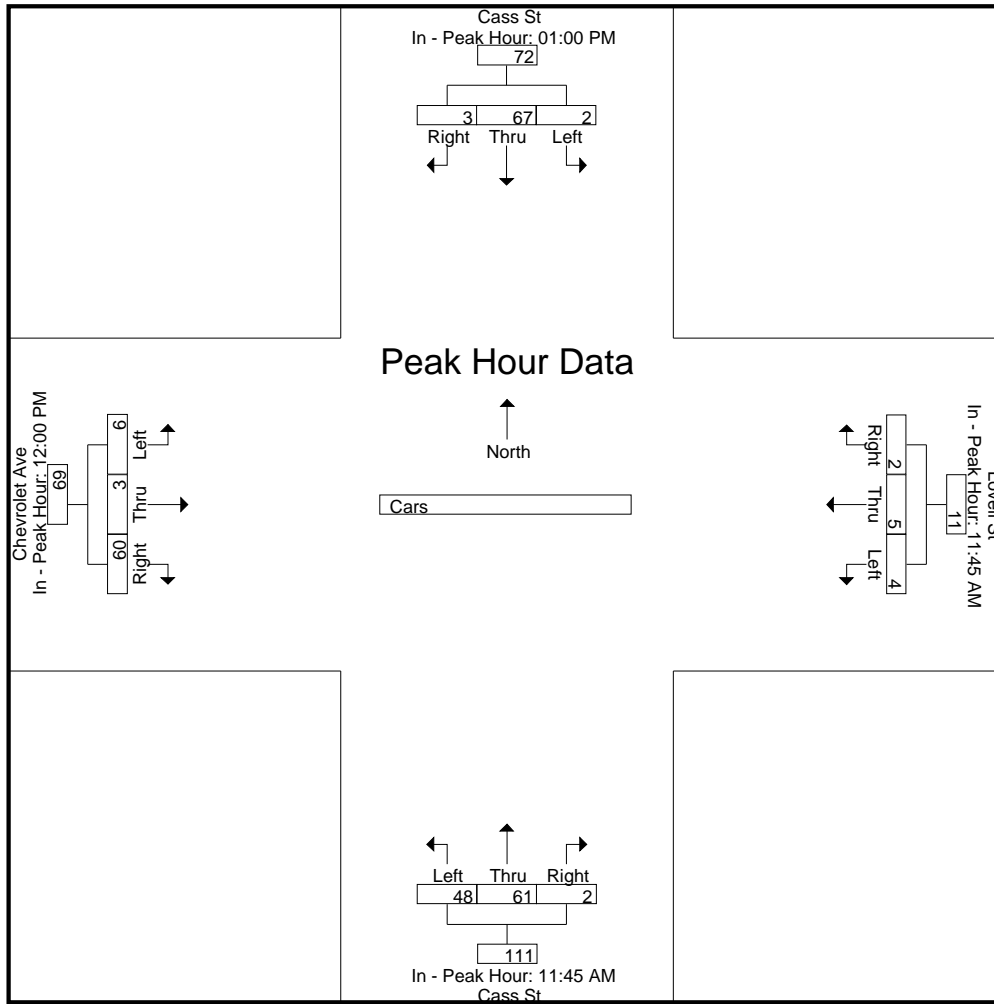 Cass St
In - Peak Hour: 01:00 PM
72
3 67 2
Right Thru Left
Peak Hour Data
North
Cars
Chevrolet Ave
In - Peak Hour: 12:00 PM
69
6 3 60
Left Thru Right
Lovell St
In - Peak Hour: 11:45 AM
11
2 5 4
Right Thru Left
Left Thru Right
48 61 2
111
In - Peak Hour: 11:45 AM
Cass St